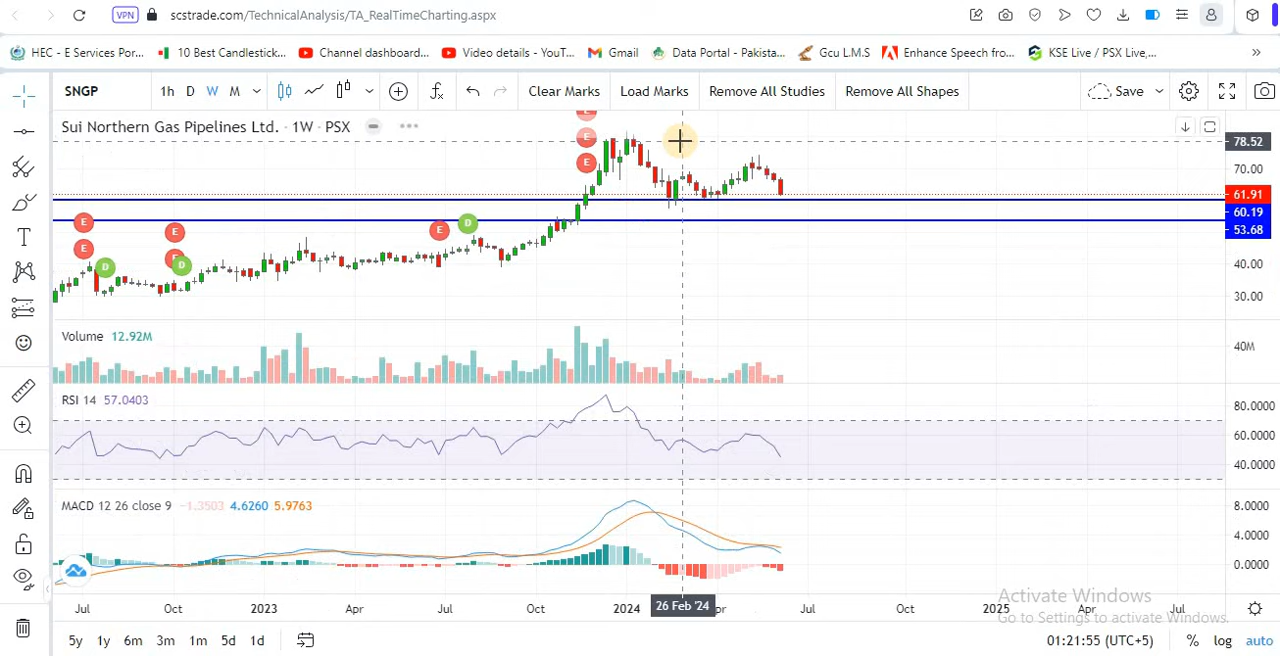 VPN scstrade.com/TechnicalAnalysis/TA_RealTimeCharting.aspx
HEC - E Services Por... 10 Best Candlestick... Channel dashboard... Video details - YouT... Gmail Data Portal - Pakista... Gcu L.M.S Enhance Speech fro... KSE Live / PSX Live,... »
SNGP 1h D W M Clear Marks Load Marks Remove All Studies Remove All Shapes Save
Sui Northern Gas Pipelines Ltd. · 1W · PSX
78.52
70.00
61.91
60.19
53.68
40.00
30.00
E E E
E E E E D
E E D D
Volume 12.92M
40M
RSI 14 57.0403
80.0000
60.0000
40.0000
MACD 12 26 close 9 −1.3503 4.6260 5.9763
8.0000
4.0000
0.0000
Jul Oct 2023 Apr Jul Oct 2024 26 Feb '24 pr Jul Oct 2025 Apr Jul
Activate Windows
Go to Settings to activate Windows.
5y 1y 6m 3m 1m 5d 1d 01:21:55 (UTC+5) % log auto